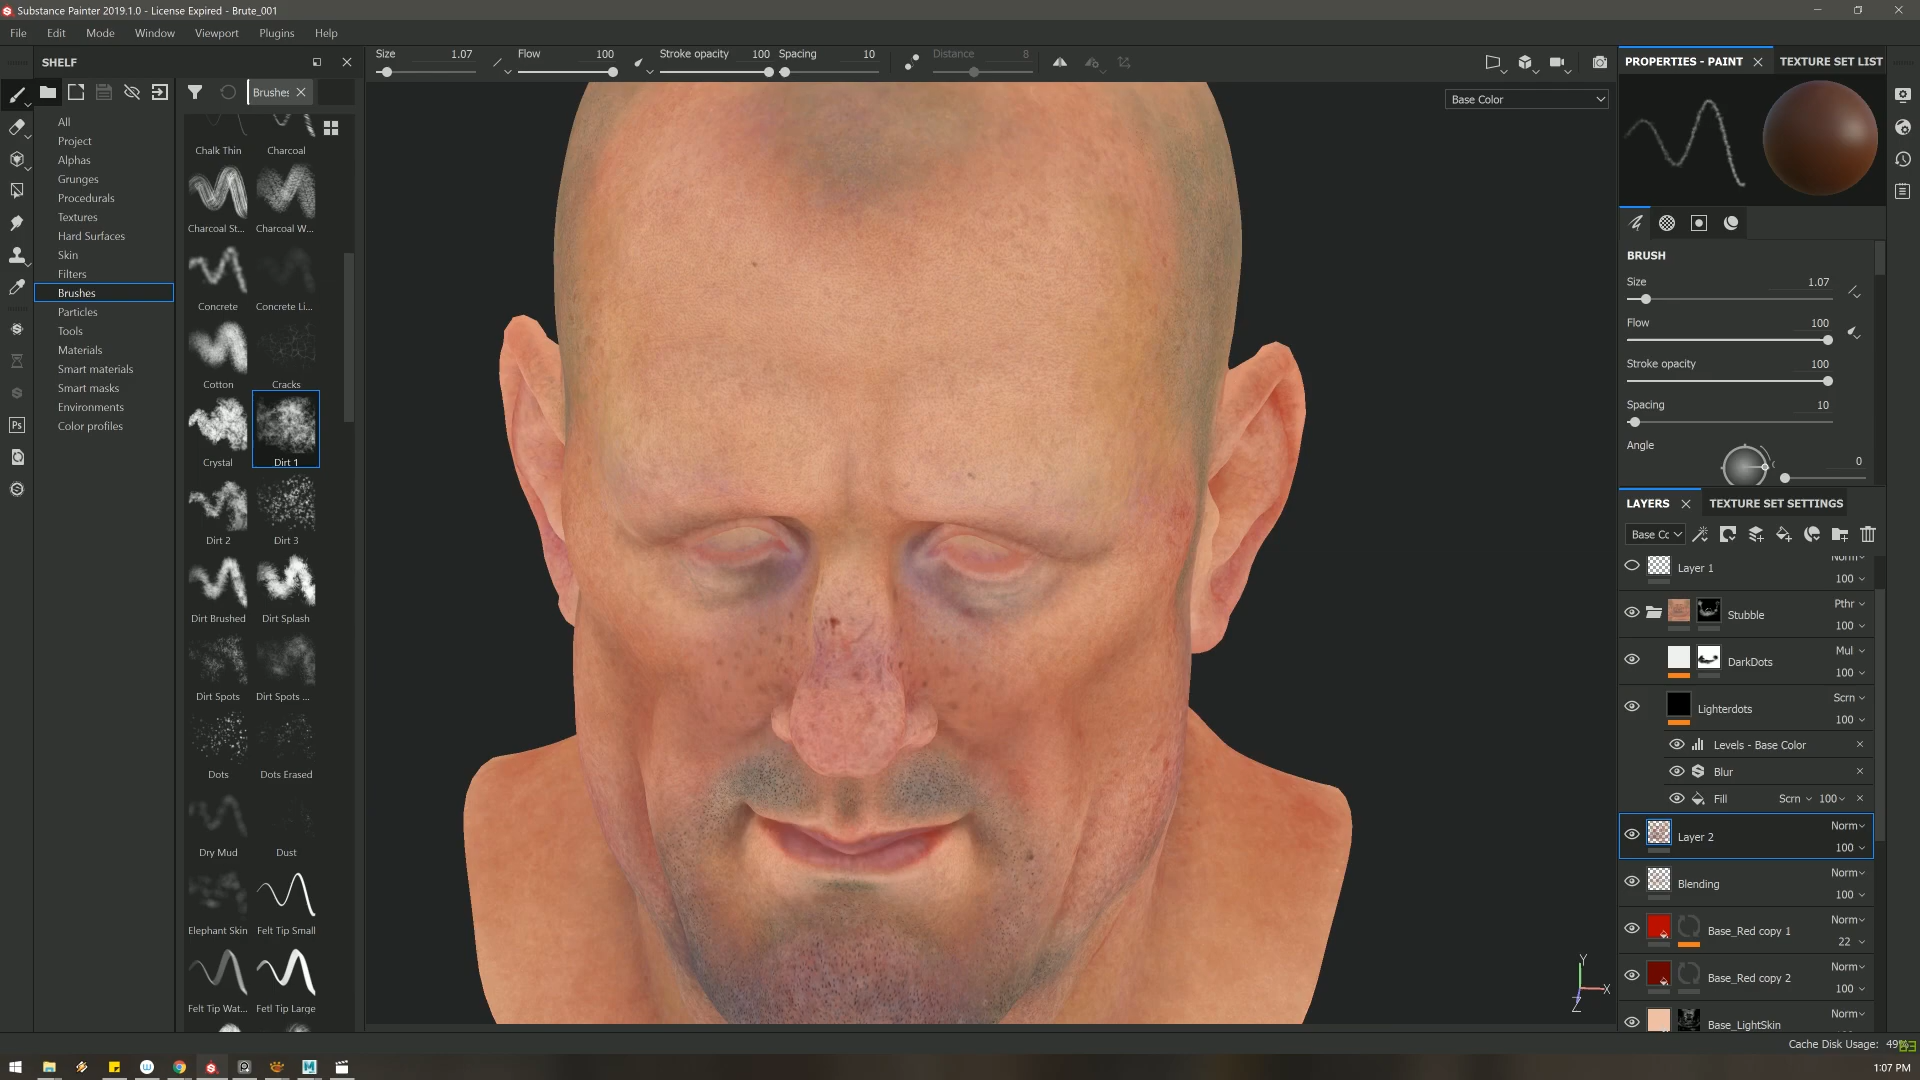 Substance Painter 2019.1.0 - License Expired - Brute_001
File Edit Mode Window Viewport Plugins Help
SHELF
Size 1.07 Flow 100 Stroke opacity 100 Spacing 10 Distance 8
Brushes
All
Project
Alphas
Grunges
Procedurals
Textures
Hard Surfaces
Skin
Filters
Brushes
Particles
Tools
Materials
Smart materials
Smart masks
Environments
Color profiles
Ps
Chalk Thin Charcoal
Charcoal St... Charcoal W...
Concrete Concrete Li...
Cotton Cracks
Crystal Dirt 1
Dirt 2 Dirt 3
Dirt Brushed Dirt Splash
Dirt Spots Dirt Spots ...
Dots Dots Erased
Dry Mud Dust
Elephant Skin Felt Tip Small
Felt Tip Wat... Fetl Tip Large
Base Color
Y
X
Z
PROPERTIES - PAINT TEXTURE SET LIST
BRUSH
Size 1.07
Flow 100
Stroke opacity 100
Spacing 10
Angle 0
LAYERS TEXTURE SET SETTINGS
Base Cc
Layer 1 Norm 100
Stubble Pthr 100
DarkDots Mul 100
Lighterdots Scrn 100
Levels - Base Color
Blur
Fill Scrn 100
Layer 2 Norm 100
Blending Norm 100
Base_Red copy 1 Norm 22
Base_Red copy 2 Norm 100
Base_LightSkin Norm
Cache Disk Usage: 49%
1:07 PM